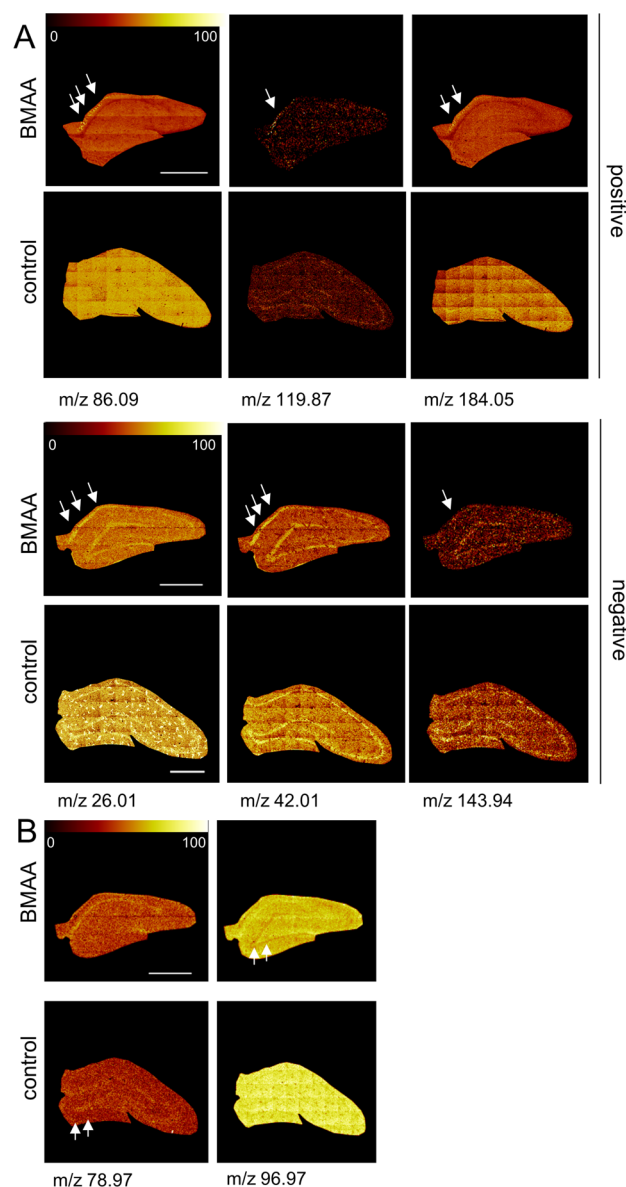 A
0 100
BMAA
control
positive
m/z 86.09 m/z 119.87 m/z 184.05
0 100
BMAA
control
negative
m/z 26.01 m/z 42.01 m/z 143.94
B
0 100
BMAA
control
m/z 78.97 m/z 96.97